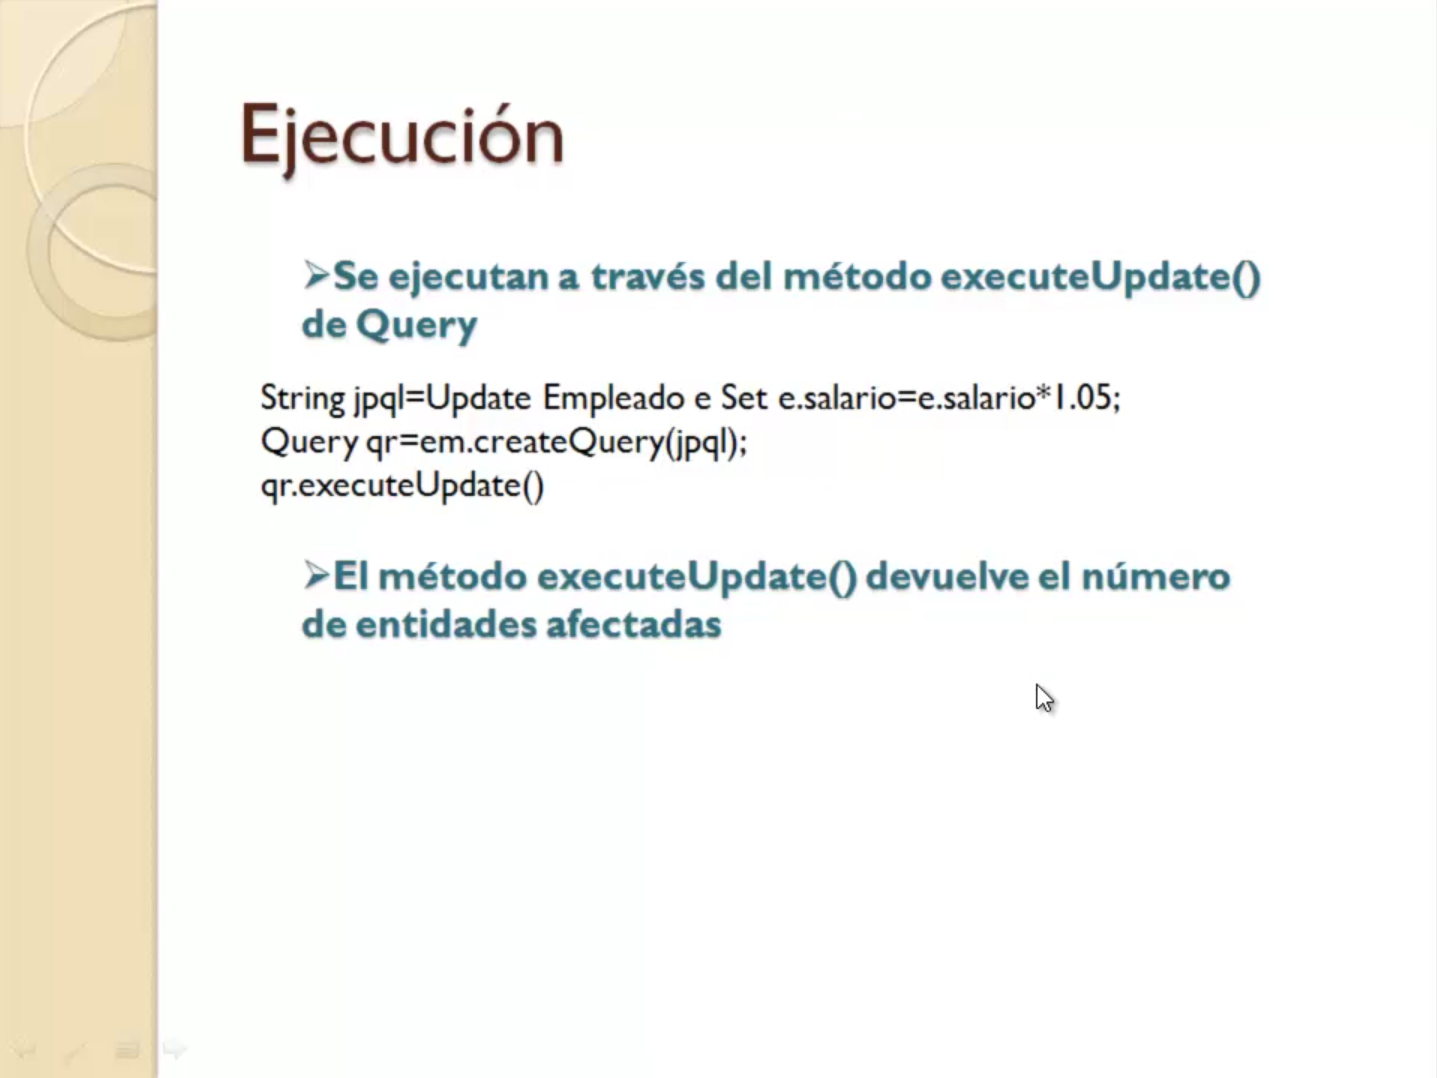 Ejecución
➢Se ejecutan a través del método executeUpdate()
de Query
String jpql=Update Empleado e Set e.salario=e.salario*1.05;
Query qr=em.createQuery(jpql);
qr.executeUpdate()
➢El método executeUpdate() devuelve el número
de entidades afectadas